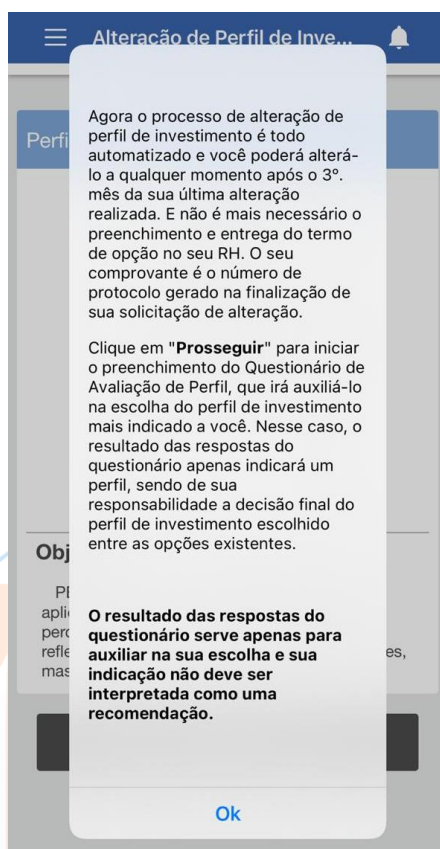 Alteração de Perfil de Inve...
Agora o processo de alteração de
perfil de investimento é todo
automatizado e você poderá alterá-
lo a qualquer momento após o 3º.
mês da sua última alteração
realizada. E não é mais necessário o
preenchimento e entrega do termo
de opção no seu RH. O seu
comprovante é o número de
protocolo gerado na finalização de
sua solicitação de alteração.
Clique em "Prosseguir" para iniciar
o preenchimento do Questionário de
Avaliação de Perfil, que irá auxiliá-lo
na escolha do perfil de investimento
mais indicado a você. Nesse caso, o
resultado das respostas do
questionário apenas indicará um
perfil, sendo de sua
responsabilidade a decisão final do
perfil de investimento escolhido
entre as opções existentes.
O resultado das respostas do
questionário serve apenas para
auxiliar na sua escolha e sua
indicação não deve ser
interpretada como uma
recomendação.
Ok
Perfi
Obj
apli
perc
refle es,
mas